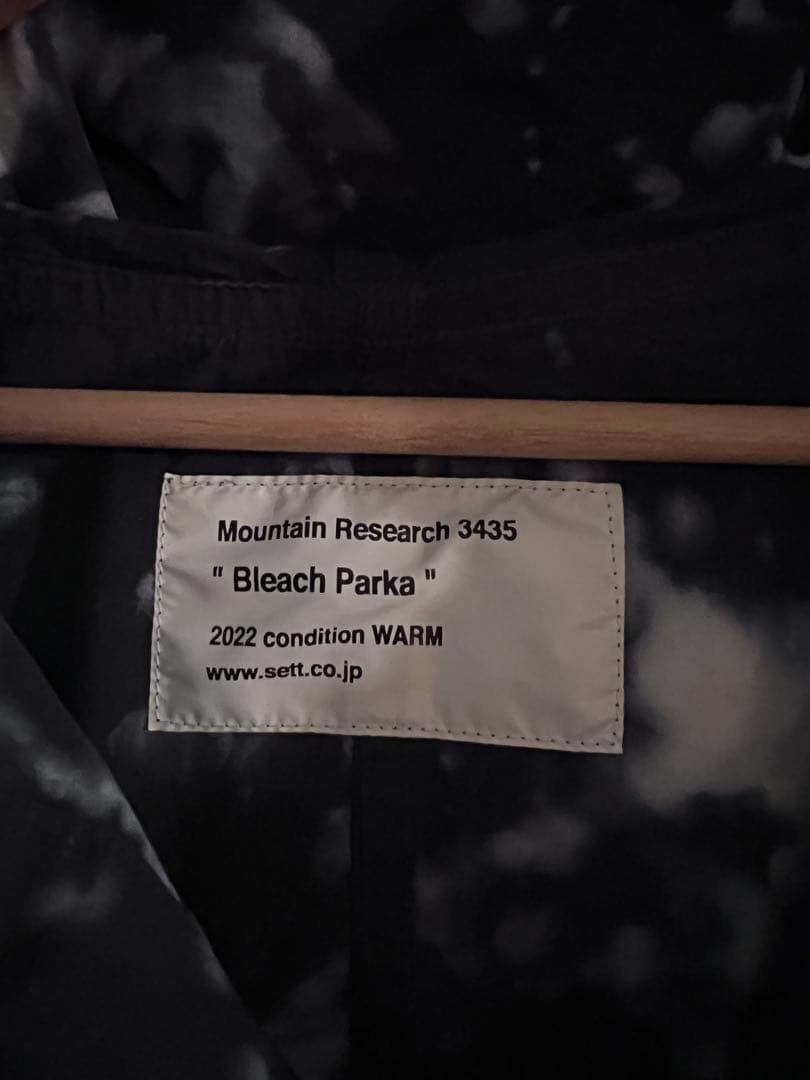 Mountain Research 3435
" Bleach Parka "
2022 condition WARM
www.sett.co.jp